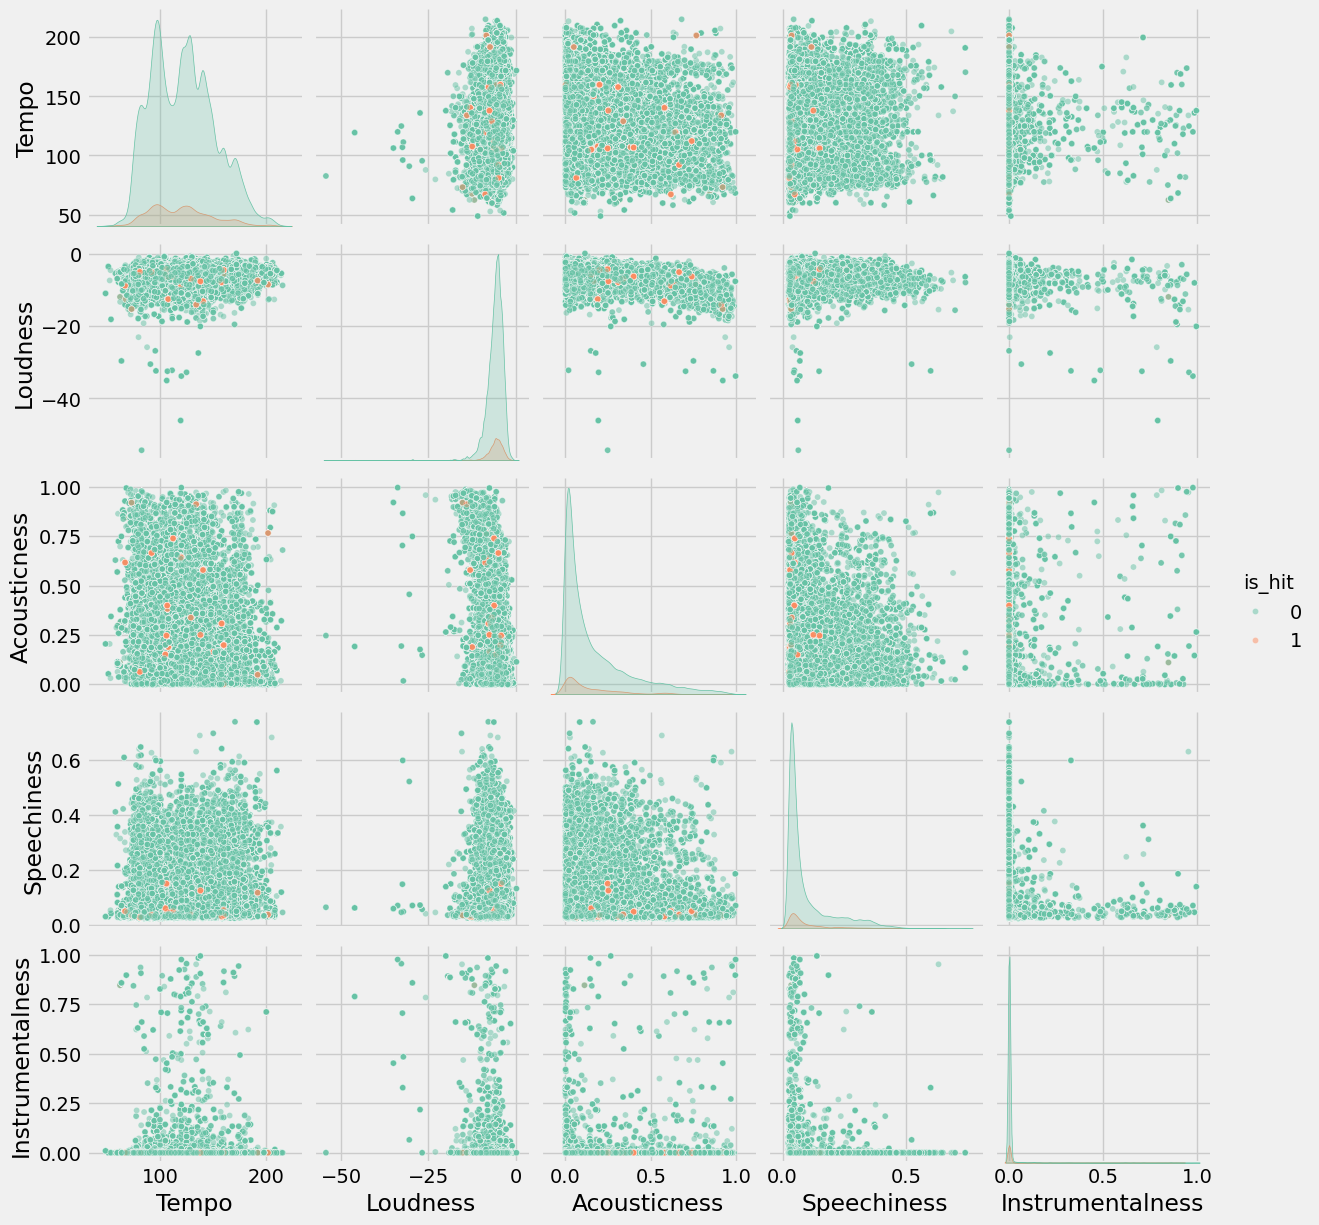 Tempo
200
150
100
50
Loudness
0
−20
−40
Acousticness
1.00
0.75
0.50
0.25
0.00
is_hit
0
1
Speechiness
0.6
0.4
0.2
0.0
Instrumentalness
1.00
0.75
0.50
0.25
0.00
100 200 −50 −25 0 0.0 0.5 1.0 0.0 0.5 0.0 0.5 1.0
Tempo Loudness Acousticness Speechiness Instrumentalness